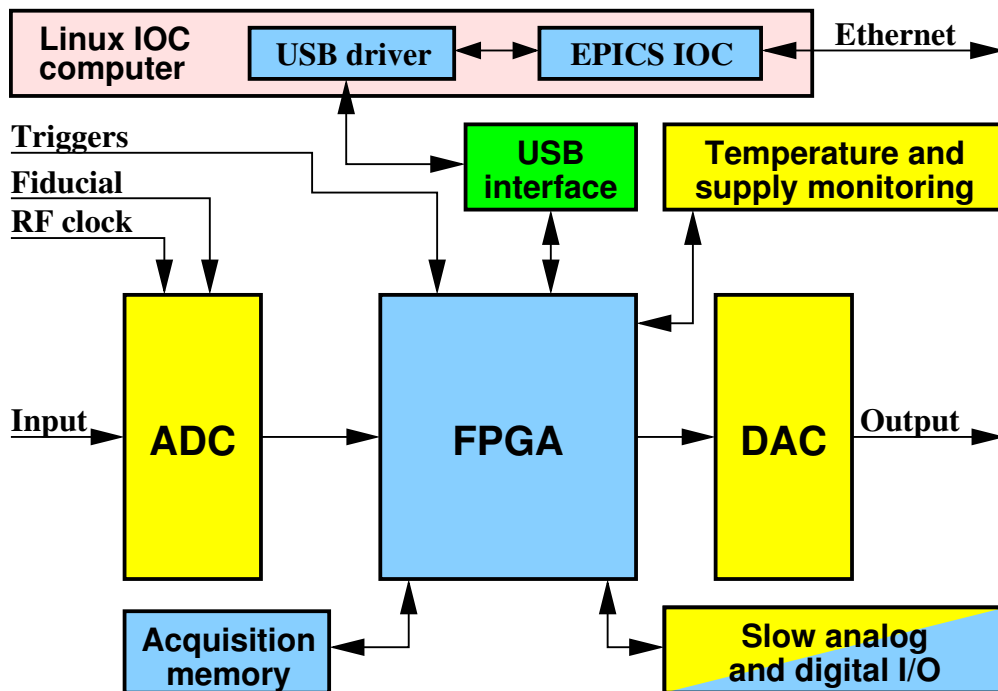 Linux IOC
computer
USB driver
EPICS IOC
Ethernet
Triggers
Fiducial
RF clock
USB
interface
Temperature and
supply monitoring
Input
ADC
FPGA
DAC
Output
Acquisition
memory
Slow analog
and digital I/O